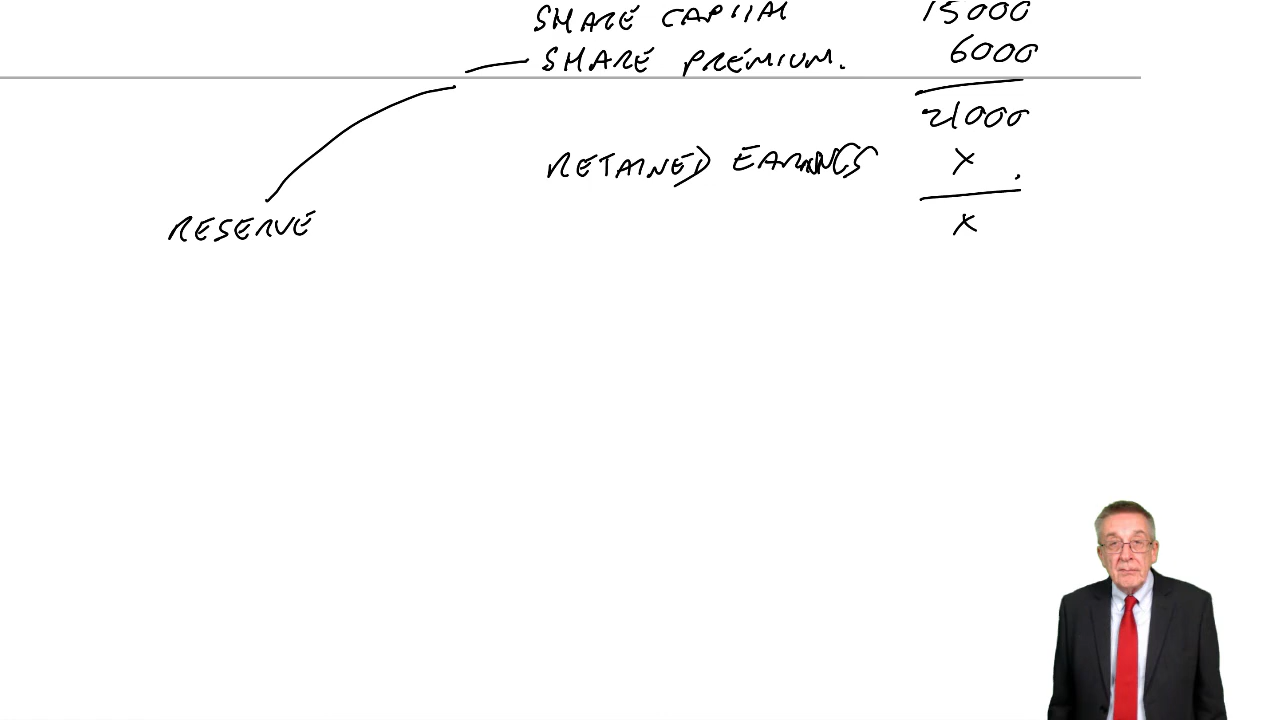 SHARE CAPITAL 15000
SHARE PREMIUM. 6000
21000
RETAINED EARNINGS X
RESERVE X